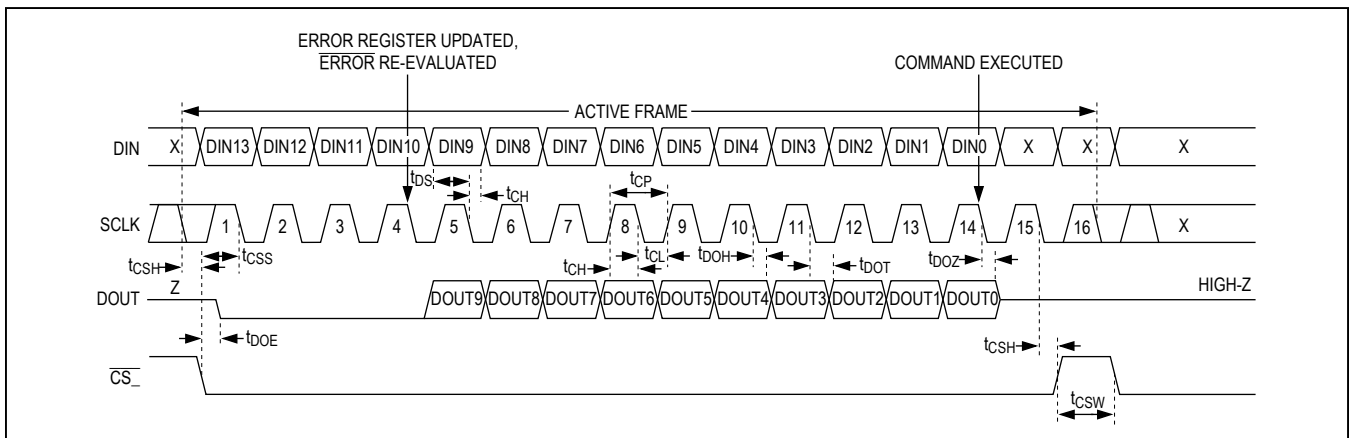 ERROR REGISTER UPDATED,
ERROR RE-EVALUATED
COMMAND EXECUTED
ACTIVE FRAME
DIN X DIN13 DIN12 DIN11 DIN10 DIN9 DIN8 DIN7 DIN6 DIN5 DIN4 DIN3 DIN2 DIN1 DIN0 X X X
tDS tCH tCP
SCLK 1 2 3 4 5 6 7 8 9 10 11 12 13 14 15 16 X
tCSH tCSS tCH tCL tDOH tDOT tDOZ
DOUT Z DOUT9 DOUT8 DOUT7 DOUT6 DOUT5 DOUT4 DOUT3 DOUT2 DOUT1 DOUT0 HIGH-Z
tDOE tCSH
CS_
tCSW